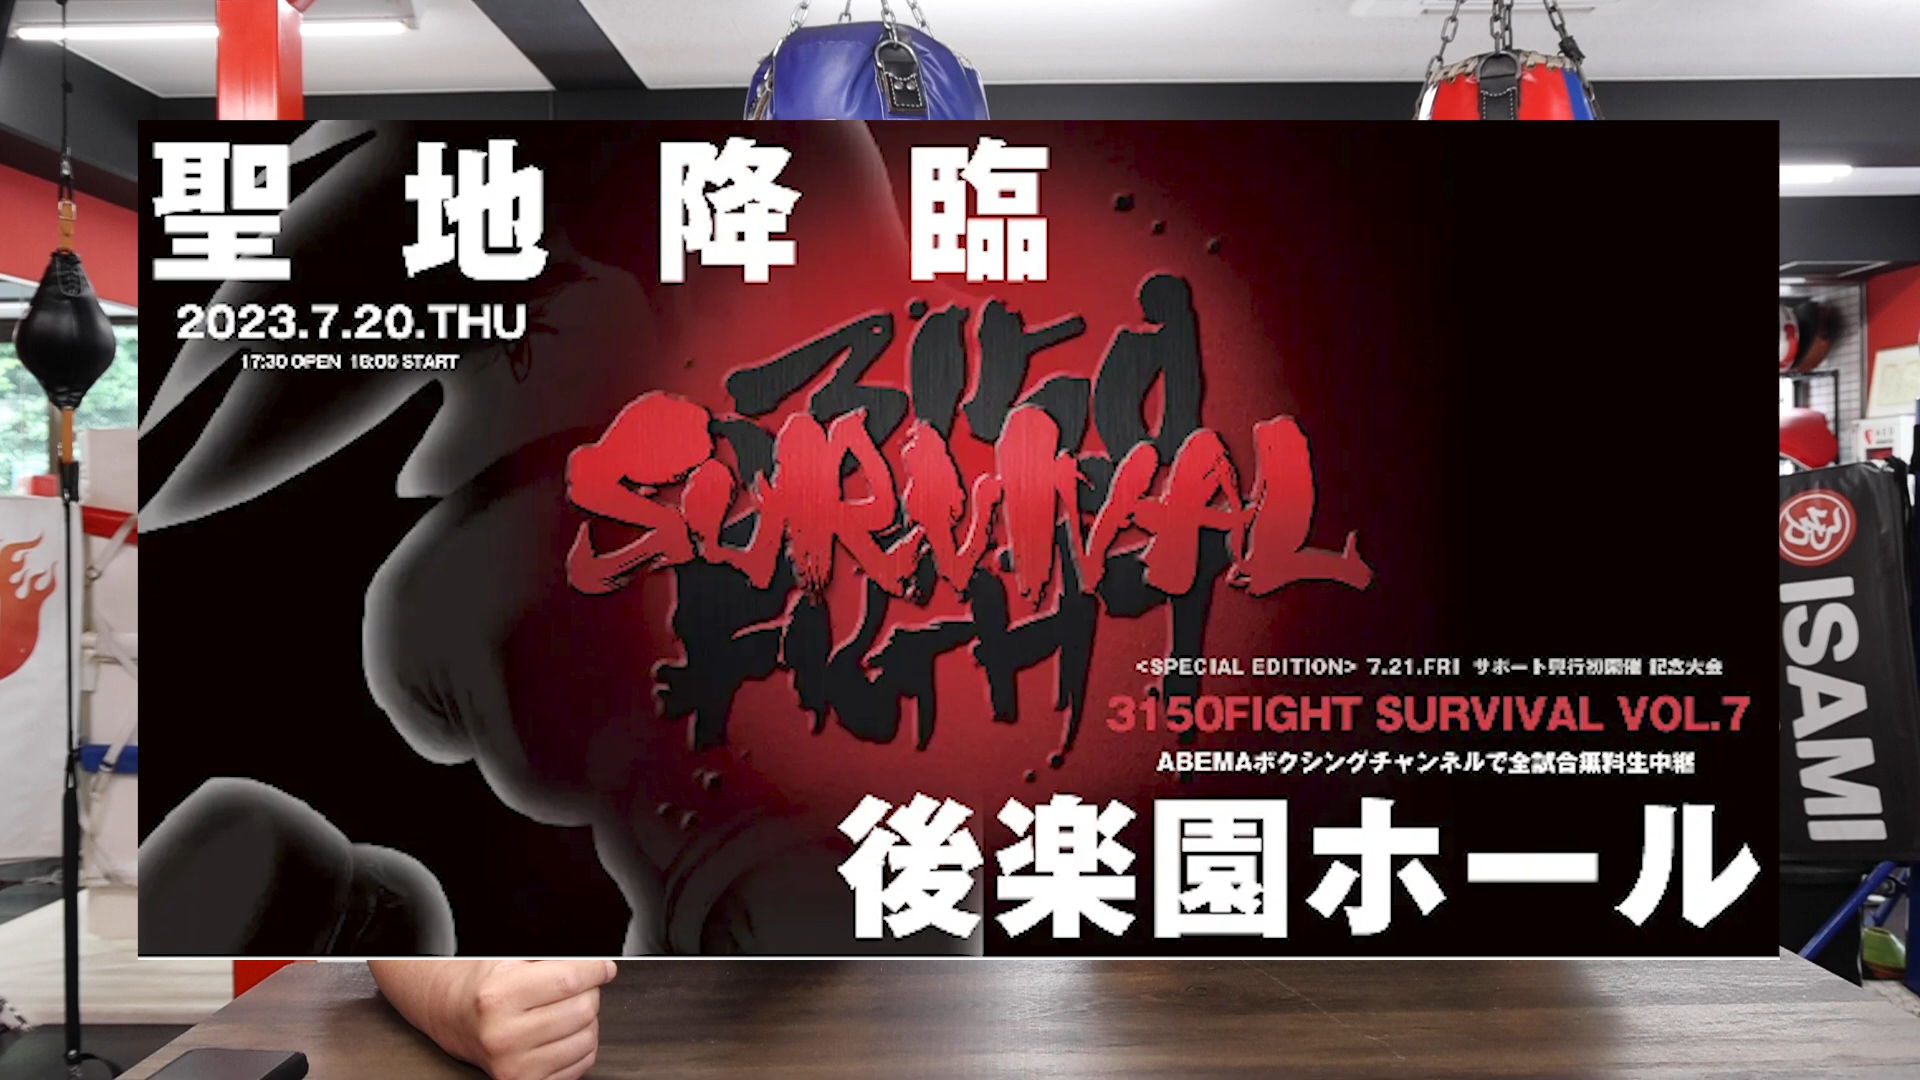 聖地降臨
2023.7.20.THU
17:30 OPEN 18:00 START
3150
SURVIVAL
FIGHT
<SPECIAL EDITION> 7.21.FRI サポート興行初開催 記念大会
3150FIGHT SURVIVAL VOL.7
ABEMAボクシングチャンネルで全試合無料生中継
後楽園ホール
ISAMI